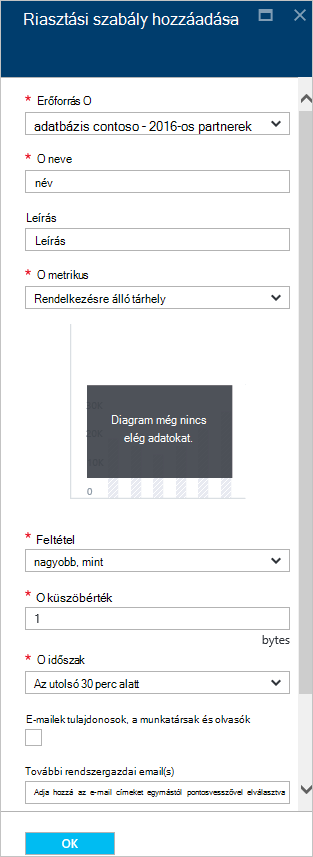 Riasztási szabály hozzáadása
* Erőforrás O
adatbázis contoso - 2016-os partnerek
* O neve
név
Leírás
Leírás
* O metrikus
Rendelkezésre álló tárhely
Diagram még nincs
elég adatokat.
0
* Feltétel
nagyobb, mint
* O küszöbérték
1
bytes
* O időszak
Az utolsó 30 perc alatt
E-mailek tulajdonosok, a munkatársak és olvasók
További rendszergazdai email(s)
Adja hozzá az e-mail címeket egymástól pontosvesszővel elválasztva
OK